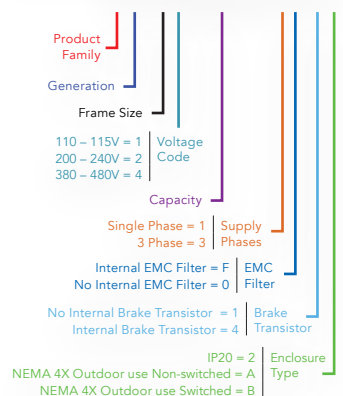 Product
Family
Generation
Frame Size
110 – 115V = 1
200 – 240V = 2
380 – 480V = 4
Voltage
Code
Capacity
Single Phase = 1
3 Phase = 3
Supply
Phases
Internal EMC Filter = F
No Internal EMC Filter = 0
EMC
Filter
No Internal Brake Transistor = 1
Internal Brake Transistor = 4
Brake
Transistor
IP20 = 2
NEMA 4X Outdoor use Non-switched = A
NEMA 4X Outdoor use Switched = B
Enclosure
Type